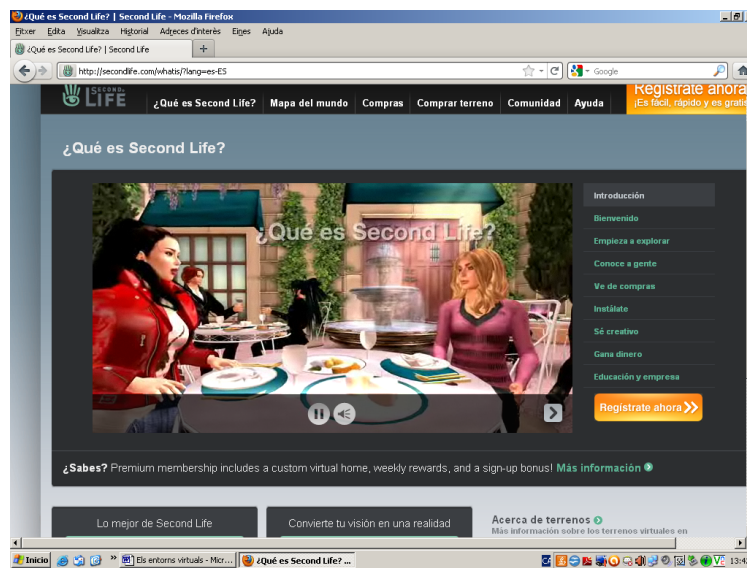 ¿Qué es Second Life? | Second Life - Mozilla Firefox
Fitxer Edita Visualitza Historial Adreces d'interès Eines Ajuda
¿Qué es Second Life? | Second Life
http://secondlife.com/whatis/?lang=es-ES
Google
SECOND LIFE
¿Qué es Second Life? Mapa del mundo Compras Comprar terreno Comunidad Ayuda
Regístrate ahora
¡Es fácil, rápido y es gratis
¿Qué es Second Life?
¿Qué es Second Life?
Introducción
Bienvenido
Empieza a explorar
Conoce a gente
Ve de compras
Instálate
Sé creativo
Gana dinero
Educación y empresa
Regístrate ahora
¿Sabes? Premium membership includes a custom virtual home, weekly rewards, and a sign-up bonus! Más información
Lo mejor de Second Life
Convierte tu visión en una realidad
Acerca de terrenos
Más información sobre los terrenos virtuales en
Inicio
Els entorns virtuals - Micr...
¿Qué es Second Life? ...